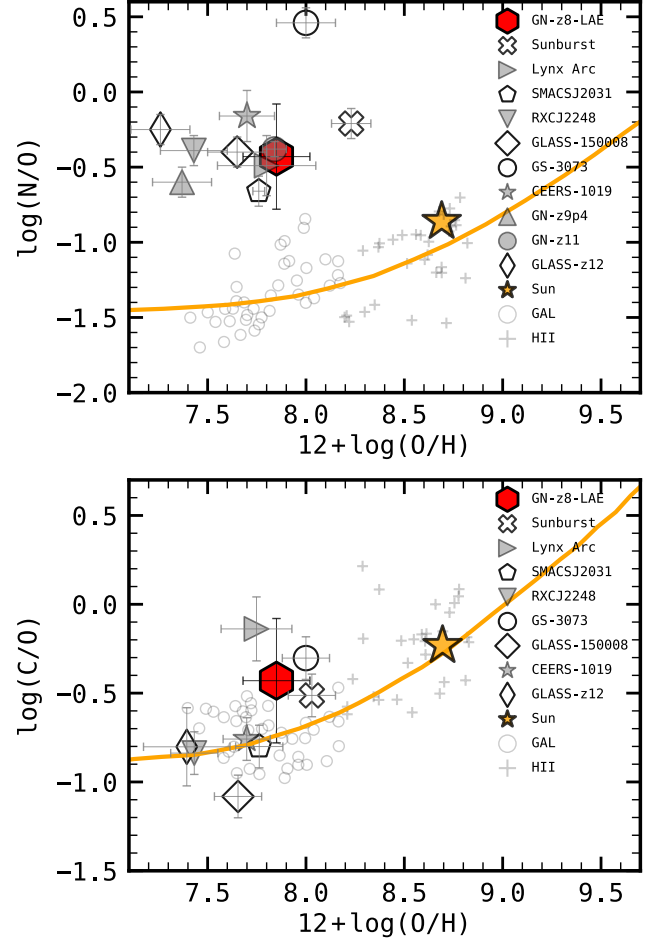 0.5
0.0
−0.5
−1.0
−1.5
−2.0
log(N/O)
7.5 8.0 8.5 9.0 9.5
12+log(O/H)
GN-z8-LAE
Sunburst
Lynx Arc
SMACSJ2031
RXCJ2248
GLASS-150008
GS-3073
CEERS-1019
GN-z9p4
GN-z11
GLASS-z12
Sun
GAL
HII
0.5
0.0
−0.5
−1.0
−1.5
log(C/O)
7.5 8.0 8.5 9.0 9.5
12+log(O/H)
GN-z8-LAE
Sunburst
Lynx Arc
SMACSJ2031
RXCJ2248
GS-3073
GLASS-150008
CEERS-1019
GLASS-z12
Sun
GAL
HII